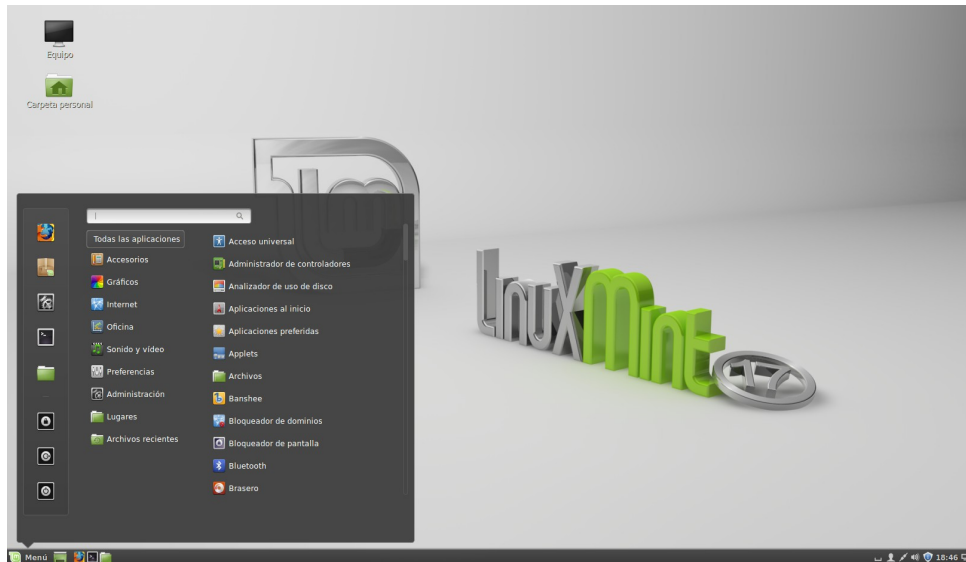 Equipo
Carpeta personal
LinuxMint
17
Todas las aplicaciones
Accesorios
Gráficos
Internet
Oficina
Sonido y vídeo
Preferencias
Administración
Lugares
Archivos recientes
Acceso universal
Administrador de controladores
Analizador de uso de disco
Aplicaciones al inicio
Aplicaciones preferidas
Applets
Archivos
Banshee
Bloqueador de dominios
Bloqueador de pantalla
Bluetooth
Brasero
Menú
18:46